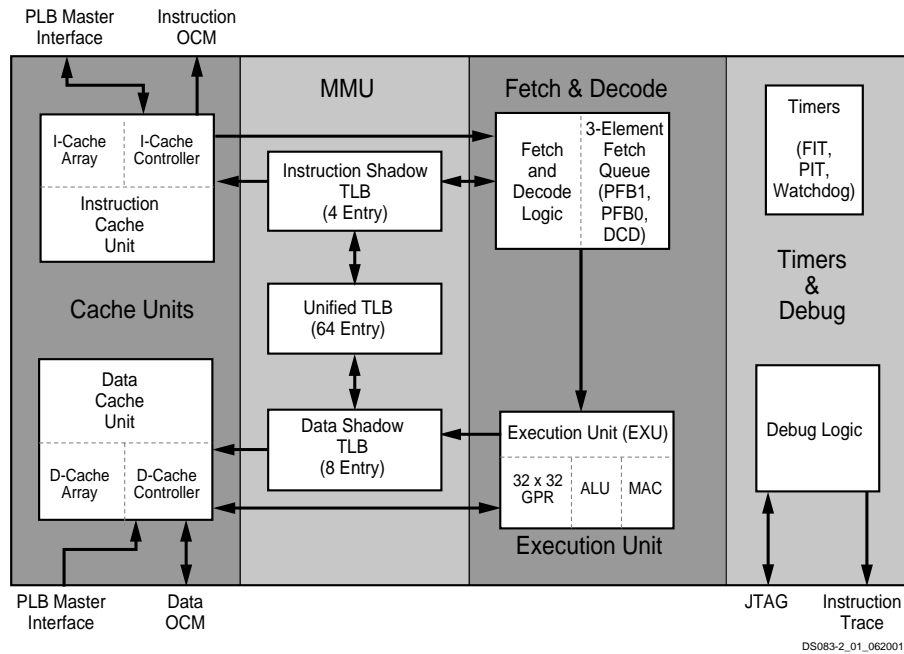 PLB Master
Interface
Instruction
OCM
MMU
Fetch & Decode
I-Cache
Array
I-Cache
Controller
Instruction
Cache
Unit
Instruction Shadow
TLB
(4 Entry)
Fetch
and
Decode
Logic
3-Element
Fetch
Queue
(PFB1,
PFB0,
DCD)
Timers
(FIT,
PIT,
Watchdog)
Cache Units
Unified TLB
(64 Entry)
Timers
&
Debug
Data
Cache
Unit
D-Cache
Array
D-Cache
Controller
Data Shadow
TLB
(8 Entry)
Execution Unit (EXU)
32 x 32
GPR
ALU
MAC
Execution Unit
Debug Logic
PLB Master
Interface
Data
OCM
JTAG
Instruction
Trace
DS083-2_01_062001